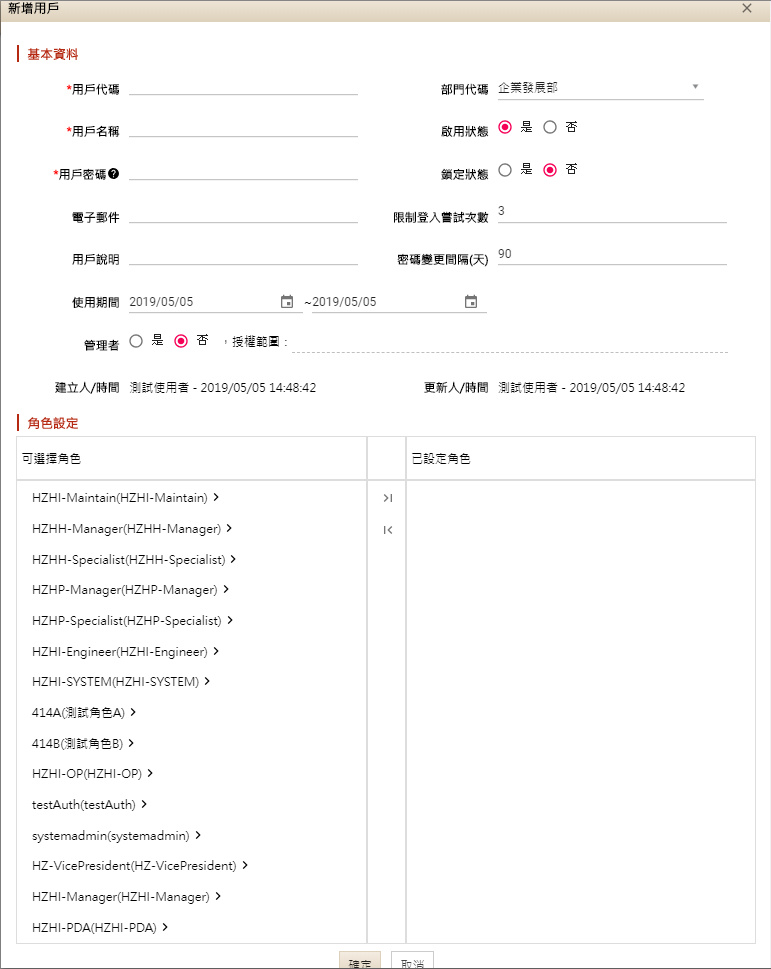 新增用戶
基本資料
*用戶代碼 部門代碼 企業發展部
*用戶名稱 啟用狀態 是 否
*用戶密碼? 鎖定狀態 是 否
電子郵件 限制登入嘗試次數 3
用戶說明 密碼變更間隔(天) 90
使用期間 2019/05/05 ~2019/05/05
管理者 是 否 ，授權範圍：
建立人/時間 測試使用者 - 2019/05/05 14:48:42 更新人/時間 測試使用者 - 2019/05/05 14:48:42
角色設定
可選擇角色 已設定角色
HZHI-Maintain(HZHI-Maintain)
HZHH-Manager(HZHH-Manager)
HZHH-Specialist(HZHH-Specialist)
HZHP-Manager(HZHP-Manager)
HZHP-Specialist(HZHP-Specialist)
HZHI-Engineer(HZHI-Engineer)
HZHI-SYSTEM(HZHI-SYSTEM)
414A(測試角色A)
414B(測試角色B)
HZHI-OP(HZHI-OP)
testAuth(testAuth)
systemadmin(systemadmin)
HZ-VicePresident(HZ-VicePresident)
HZHI-Manager(HZHI-Manager)
HZHI-PDA(HZHI-PDA)
確定 取消